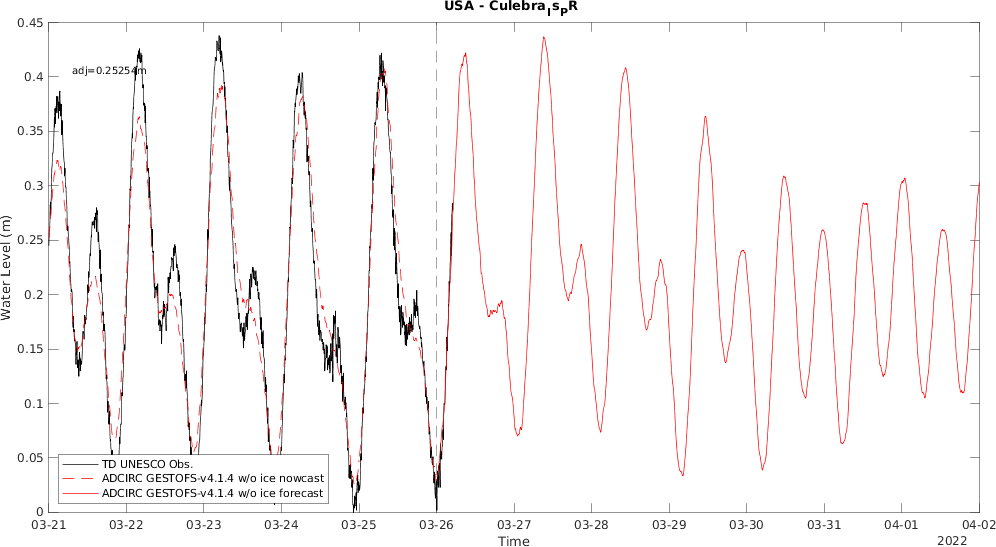 USA - Culebra_Is_PR
0.45
0.4
0.35
0.3
0.25
0.2
0.15
0.1
0.05
0
Water Level (m)
adj=0.25254m
TD UNESCO Obs.
ADCIRC GESTOFS-v4.1.4 w/o ice nowcast
ADCIRC GESTOFS-v4.1.4 w/o ice forecast
03-21 03-22 03-23 03-24 03-25 03-26 03-27 03-28 03-29 03-30 03-31 04-01 04-02
Time
2022